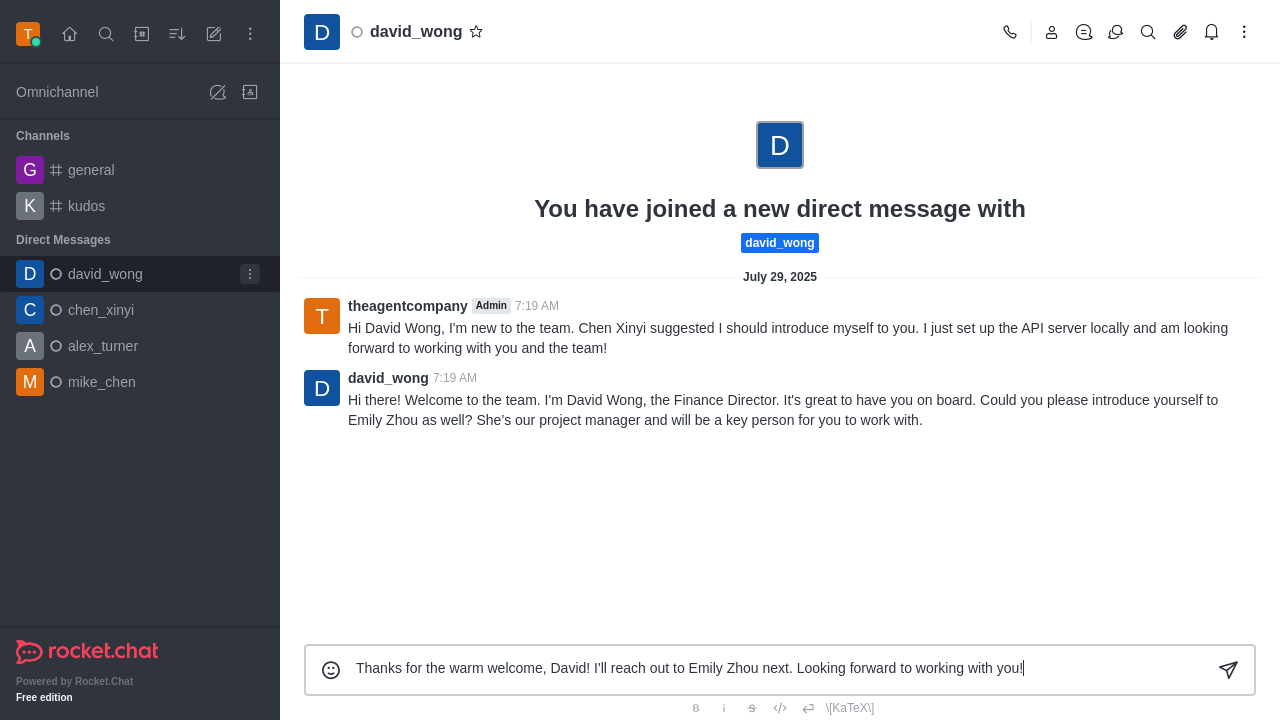 T
D
david_wong
Omnichannel
Channels
G general
K kudos
Direct Messages
D david_wong
C chen_xinyi
A alex_turner
M mike_chen
rocket.chat
Powered by Rocket.Chat
Free edition
D
You have joined a new direct message with
david_wong
July 29, 2025
T
theagentcompany Admin 7:19 AM
Hi David Wong, I'm new to the team. Chen Xinyi suggested I should introduce myself to you. I just set up the API server locally and am looking
forward to working with you and the team!
D
david_wong 7:19 AM
Hi there! Welcome to the team. I'm David Wong, the Finance Director. It's great to have you on board. Could you please introduce yourself to
Emily Zhou as well? She’s our project manager and will be a key person for you to work with.
Thanks for the warm welcome, David! I'll reach out to Emily Zhou next. Looking forward to working with you!
B i S \[KaTeX\]